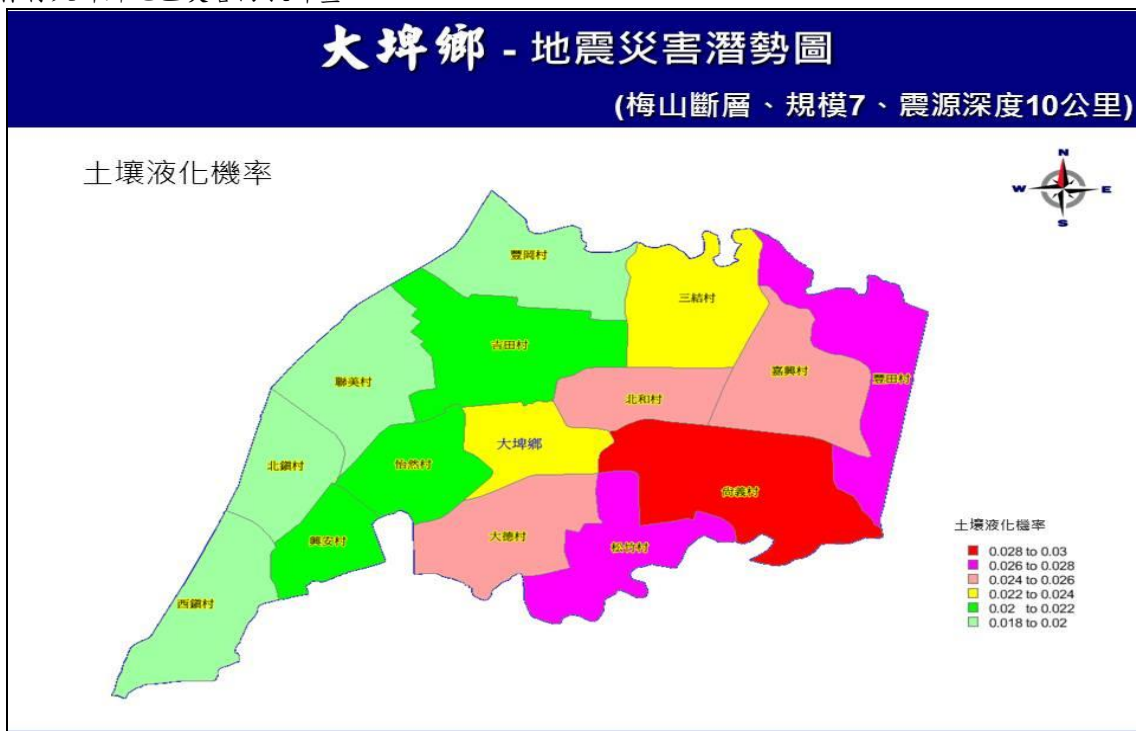 大埤鄉 - 地震災害潛勢圖
(梅山斷層、規模7、震源深度10公里)
土壤液化機率
N
W
E
S
豐岡村
三結村
吉田村
嘉興村
豐田村
聯美村
北和村
大埤鄉
北鎮村
怡然村
尚義村
興安村
大德村
松竹村
西鎮村
土壤液化機率
0.028 to 0.03
0.026 to 0.028
0.024 to 0.026
0.022 to 0.024
0.02 to 0.022
0.018 to 0.02